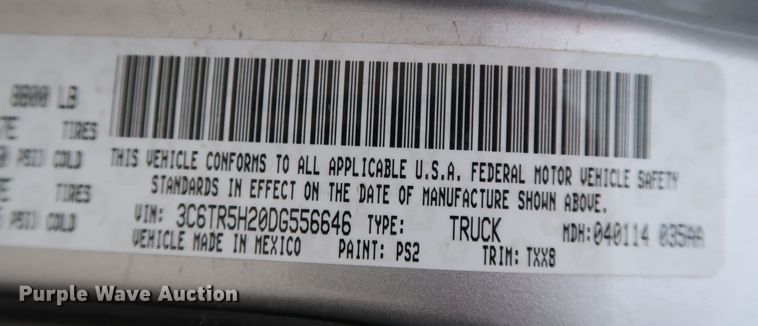 8800 LB
TIRES
PSI) COLD
TIRES
PSI) COLD
THIS VEHICLE CONFORMS TO ALL APPLICABLE U.S.A. FEDERAL MOTOR VEHICLE SAFETY
STANDARDS IN EFFECT ON THE DATE OF MANUFACTURE SHOWN ABOVE.
VIN: 3C6TR5H20DG556646 TYPE: TRUCK MDH:040114 035AA
VEHICLE MADE IN MEXICO PAINT: PS2 TRIM: TXX8
Purple Wave Auction